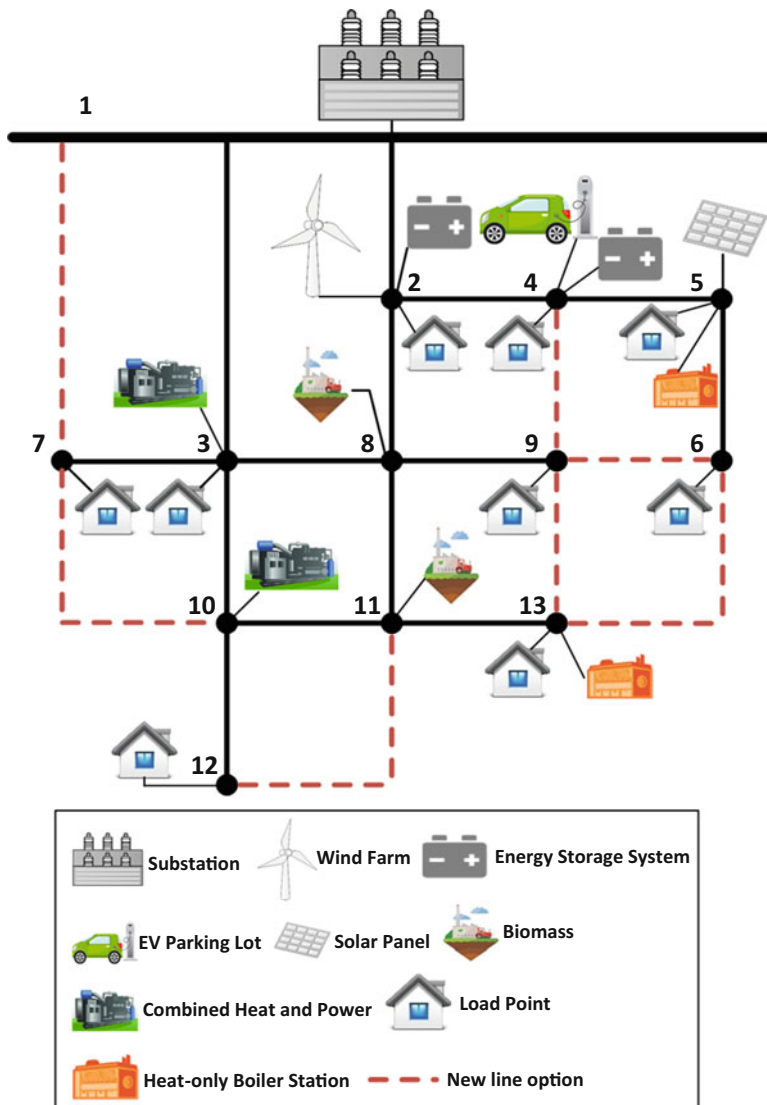 1
2 4 5
7 3 8 9 6
10 11 13
12
Substation Wind Farm Energy Storage System
EV Parking Lot Solar Panel Biomass
Combined Heat and Power Load Point
Heat-only Boiler Station New line option